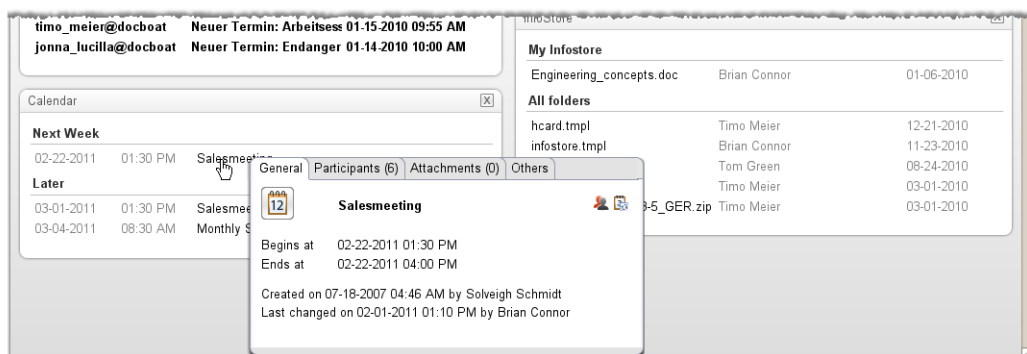 timo_meier@docboat Neuer Termin: Arbeitsess 01-15-2010 09:55 AM
jonna_lucilla@docboat Neuer Termin: Endanger 01-14-2010 10:00 AM
Calendar X
Next Week
02-22-2011 01:30 PM Salesmeeting
Later
03-01-2011 01:30 PM Salesmee
03-04-2011 08:30 AM Monthly S
InfoStore
My Infostore
Engineering_concepts.doc Brian Connor 01-06-2010
All folders
hcard.tmpl Timo Meier 12-21-2010
infostore.tmpl Brian Connor 11-23-2010
Tom Green 08-24-2010
Timo Meier 03-01-2010
3-5_GER.zip Timo Meier 03-01-2010
General Participants (6) Attachments (0) Others
12 Salesmeeting
Begins at 02-22-2011 01:30 PM
Ends at 02-22-2011 04:00 PM
Created on 07-18-2007 04:46 AM by Solveigh Schmidt
Last changed on 02-01-2011 01:10 PM by Brian Connor